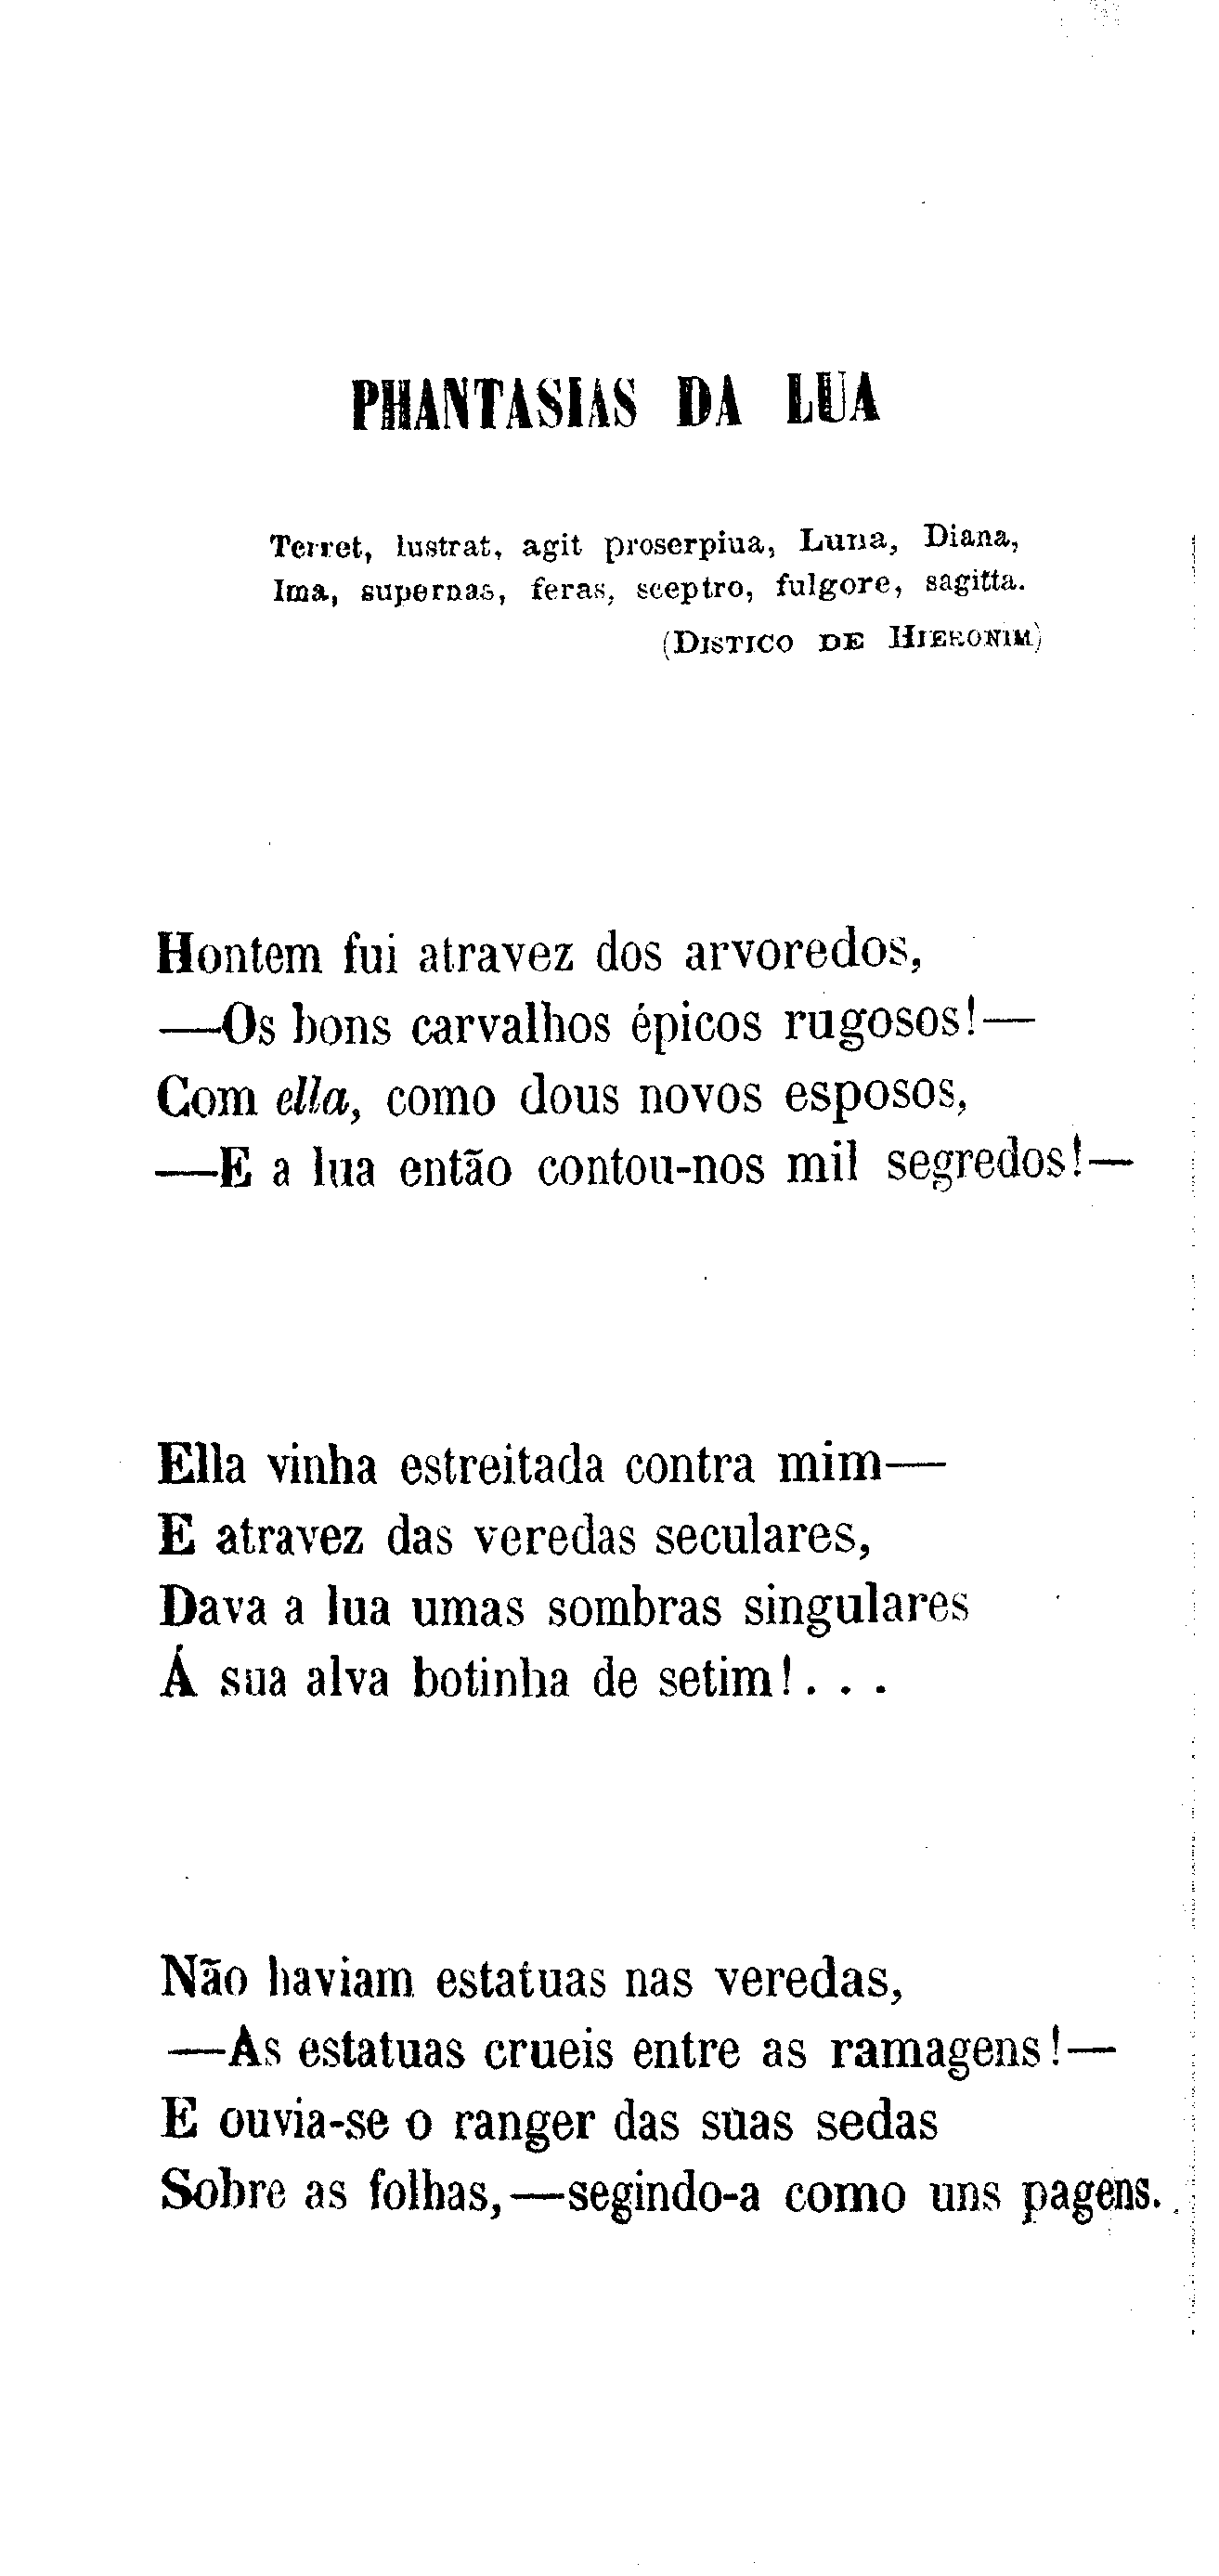 PHANTASIAS DA LUA
Terret, lustrat, agit proserpiua, Luna, Diana,
Ima, supernas, feras, sceptro, fulgore, sagitta.
(DISTICO DE HIERONIM)
Hontem fui atravez dos arvoredos,
—Os bons carvalhos épicos rugosos!—
Com ella, como dous novos esposos,
—E a lua então contou-nos mil segredos!—
Ella vinha estreitada contra mim—
E atravez das veredas seculares,
Dava a lua umas sombras singulares
Á sua alva botinha de setim!...
Não haviam estatuas nas veredas,
—As estatuas crueis entre as ramagens!—
E ouvia-se o ranger das suas sedas
Sobre as folhas,—segindo-a como uns pagens.